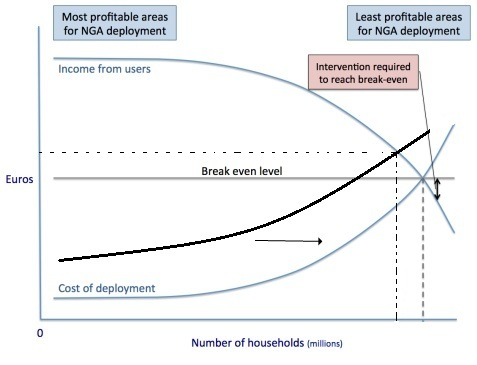 Most profitable areas
for NGA deployment
Least profitable areas
for NGA deployment
Income from users
Intervention required
to reach break-even
Break even level
Euros
Cost of deployment
0
Number of households (millions)